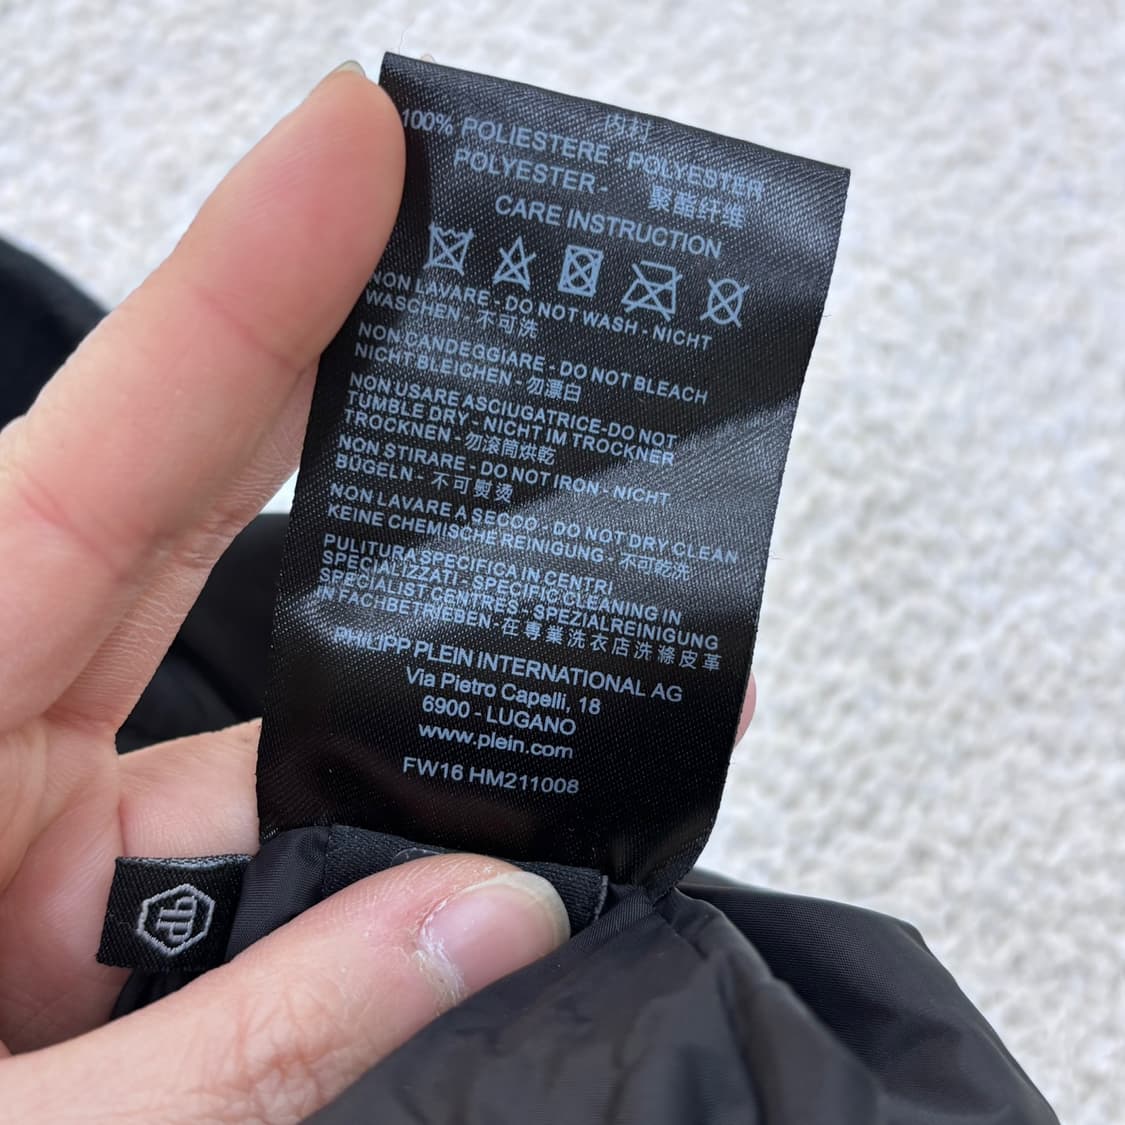 内料
100% POLIESTERE - POLYESTER
POLYESTER - 聚酯纤维
CARE INSTRUCTION
NON LAVARE - DO NOT WASH - NICHT
WASCHEN - 不可洗
NON CANDEGGIARE - DO NOT BLEACH
NICHT BLEICHEN - 勿漂白
NON USARE ASCIUGATRICE-DO NOT
TUMBLE DRY - NICHT IM TROCKNER
TROCKNEN - 勿滚筒烘乾
NON STIRARE - DO NOT IRON - NICHT
BÜGELN - 不可熨烫
NON LAVARE A SECCO - DO NOT DRY CLEAN
KEINE CHEMISCHE REINIGUNG - 不可乾洗
PULITURA SPECIFICA IN CENTRI
SPECIALIZZATI - SPECIFIC CLEANING IN
SPECIALIST CENTRES - SPEZIALREINIGUNG
IN FACHBETRIEBEN - 在專業洗衣店洗滌皮革
PHILIPP PLEIN INTERNATIONAL AG
Via Pietro Capelli, 18
6900 - LUGANO
www.plein.com
FW16 HM211008